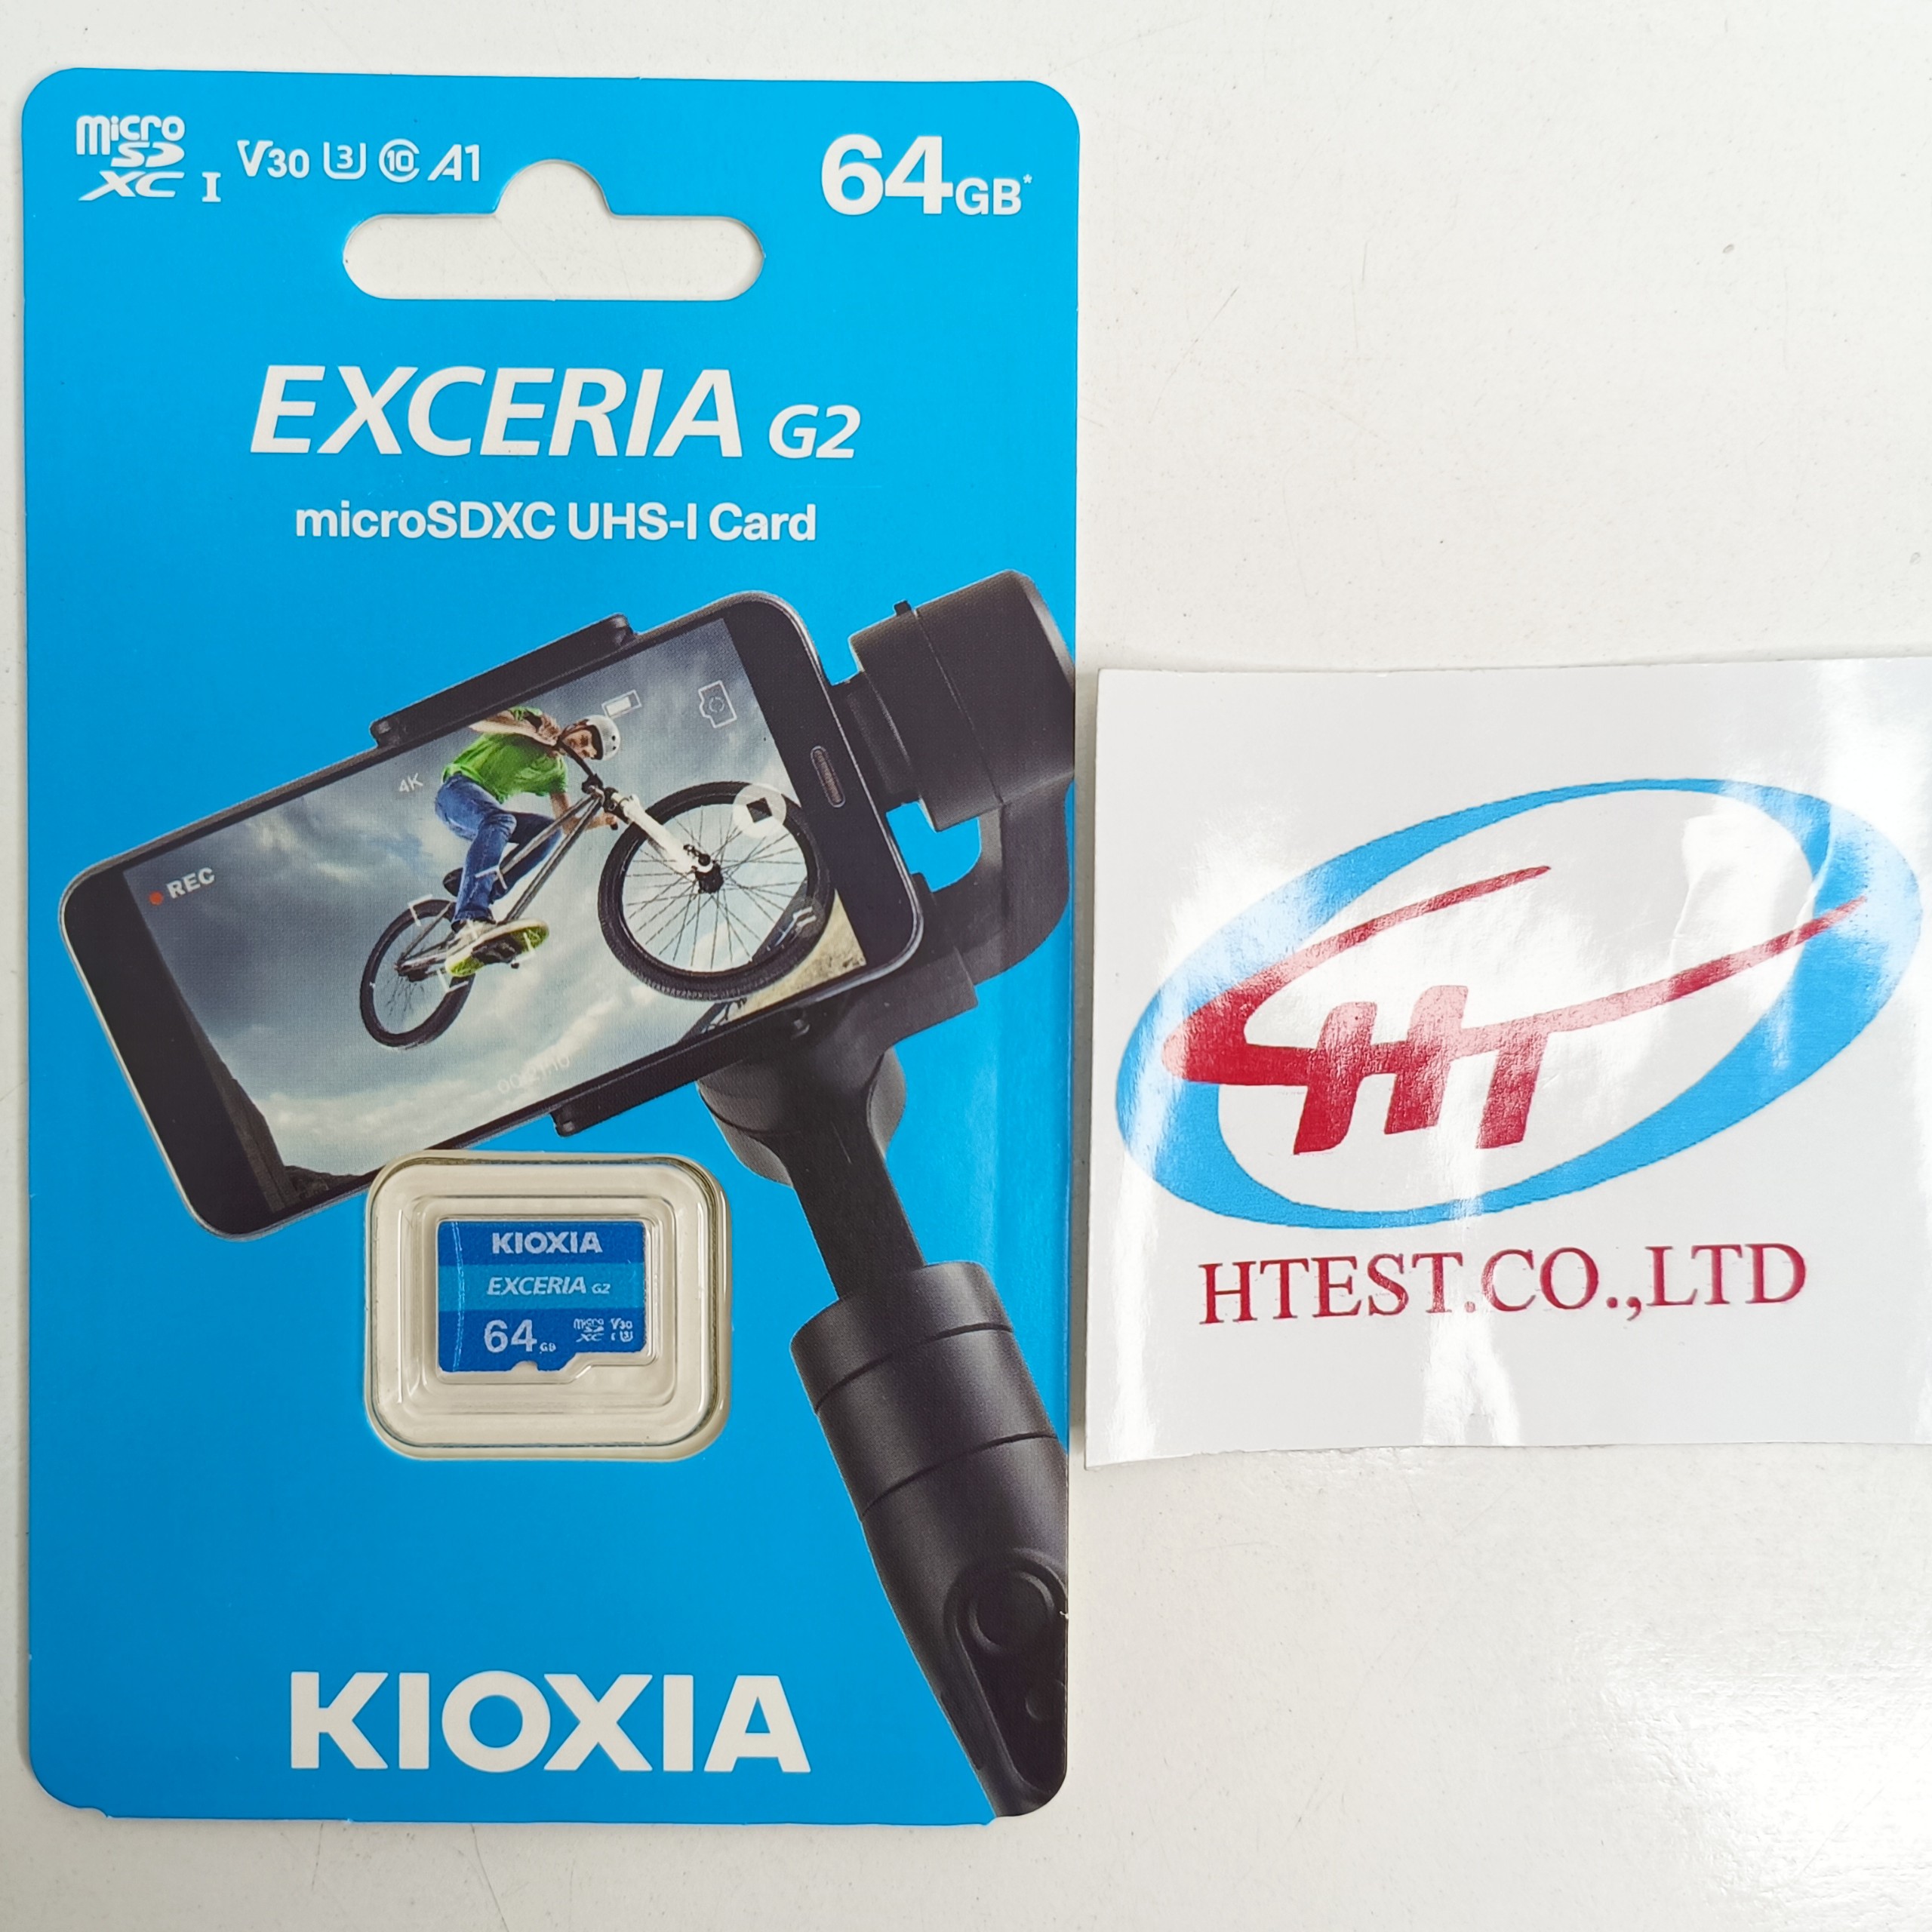 micro
SD
XC I V30 U3 10 A1
64GB*
EXCERIA G2
microSDXC UHS-I Card
4K
REC
KIOXIA
EXCERIA G2
64GB
micro
SD
XC I
V30
U3
KIOXIA
HT
HTEST.CO.,LTD